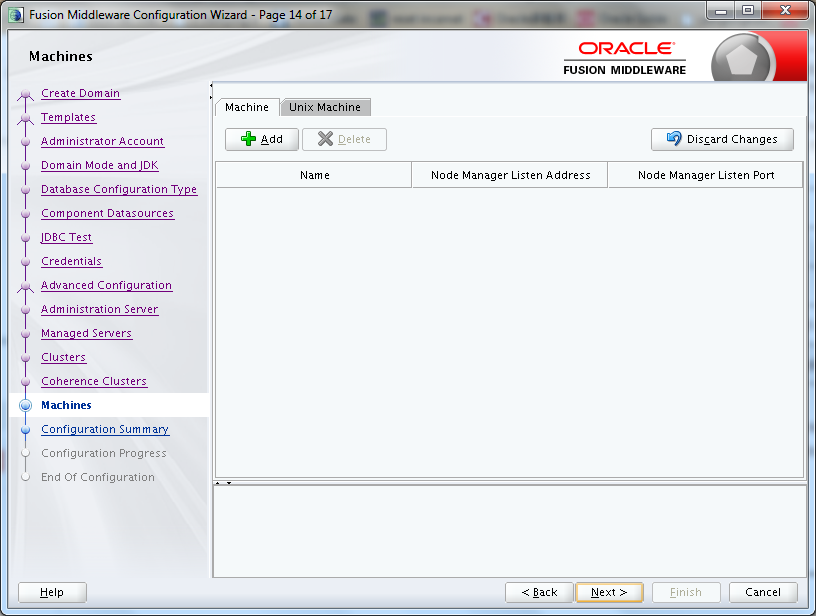 Fusion Middleware Configuration Wizard - Page 14 of 17
Machines
ORACLE
FUSION MIDDLEWARE
Create Domain
Templates
Administrator Account
Domain Mode and JDK
Database Configuration Type
Component Datasources
JDBC Test
Credentials
Advanced Configuration
Administration Server
Managed Servers
Clusters
Coherence Clusters
Machines
Configuration Summary
Configuration Progress
End Of Configuration
Machine Unix Machine
Add Delete Discard Changes
Name Node Manager Listen Address Node Manager Listen Port
Help < Back Next > Finish Cancel